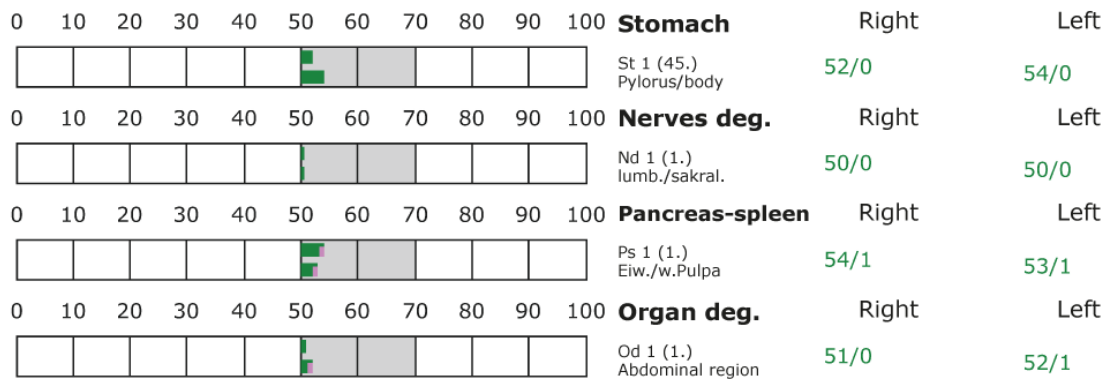 0 10 20 30 40 50 60 70 80 90 100 Stomach Right Left
St 1 (45.) 52/0 54/0
Pylorus/body
0 10 20 30 40 50 60 70 80 90 100 Nerves deg. Right Left
Nd 1 (1.) 50/0 50/0
lumb./sakral.
0 10 20 30 40 50 60 70 80 90 100 Pancreas-spleen Right Left
Ps 1 (1.) 54/1 53/1
Eiw./w.Pulpa
0 10 20 30 40 50 60 70 80 90 100 Organ deg. Right Left
Od 1 (1.) 51/0 52/1
Abdominal region